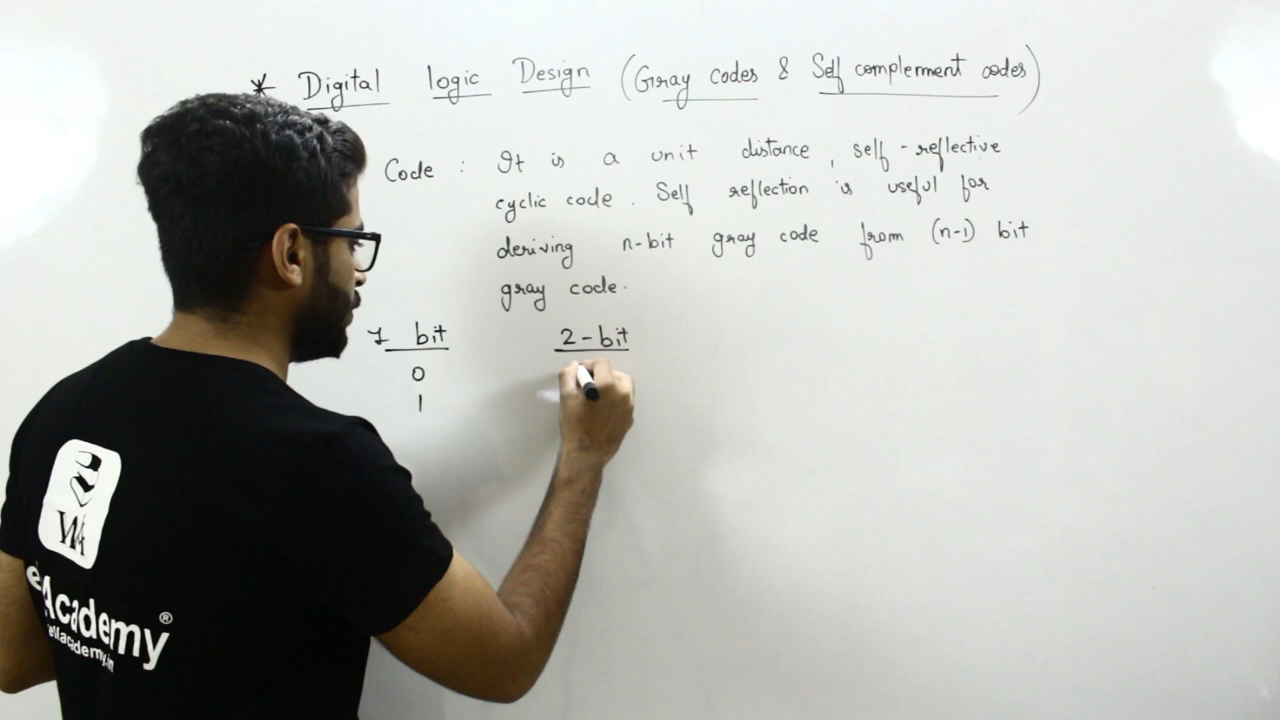 * Digital logic Design (Gray codes & Self complement codes)
Code : It is a unit distance, self-reflective
cyclic code. Self reflection is useful for
deriving n-bit gray code from (n-1) bit
gray code.
1 bit 2-bit
0
1
eAcademy®